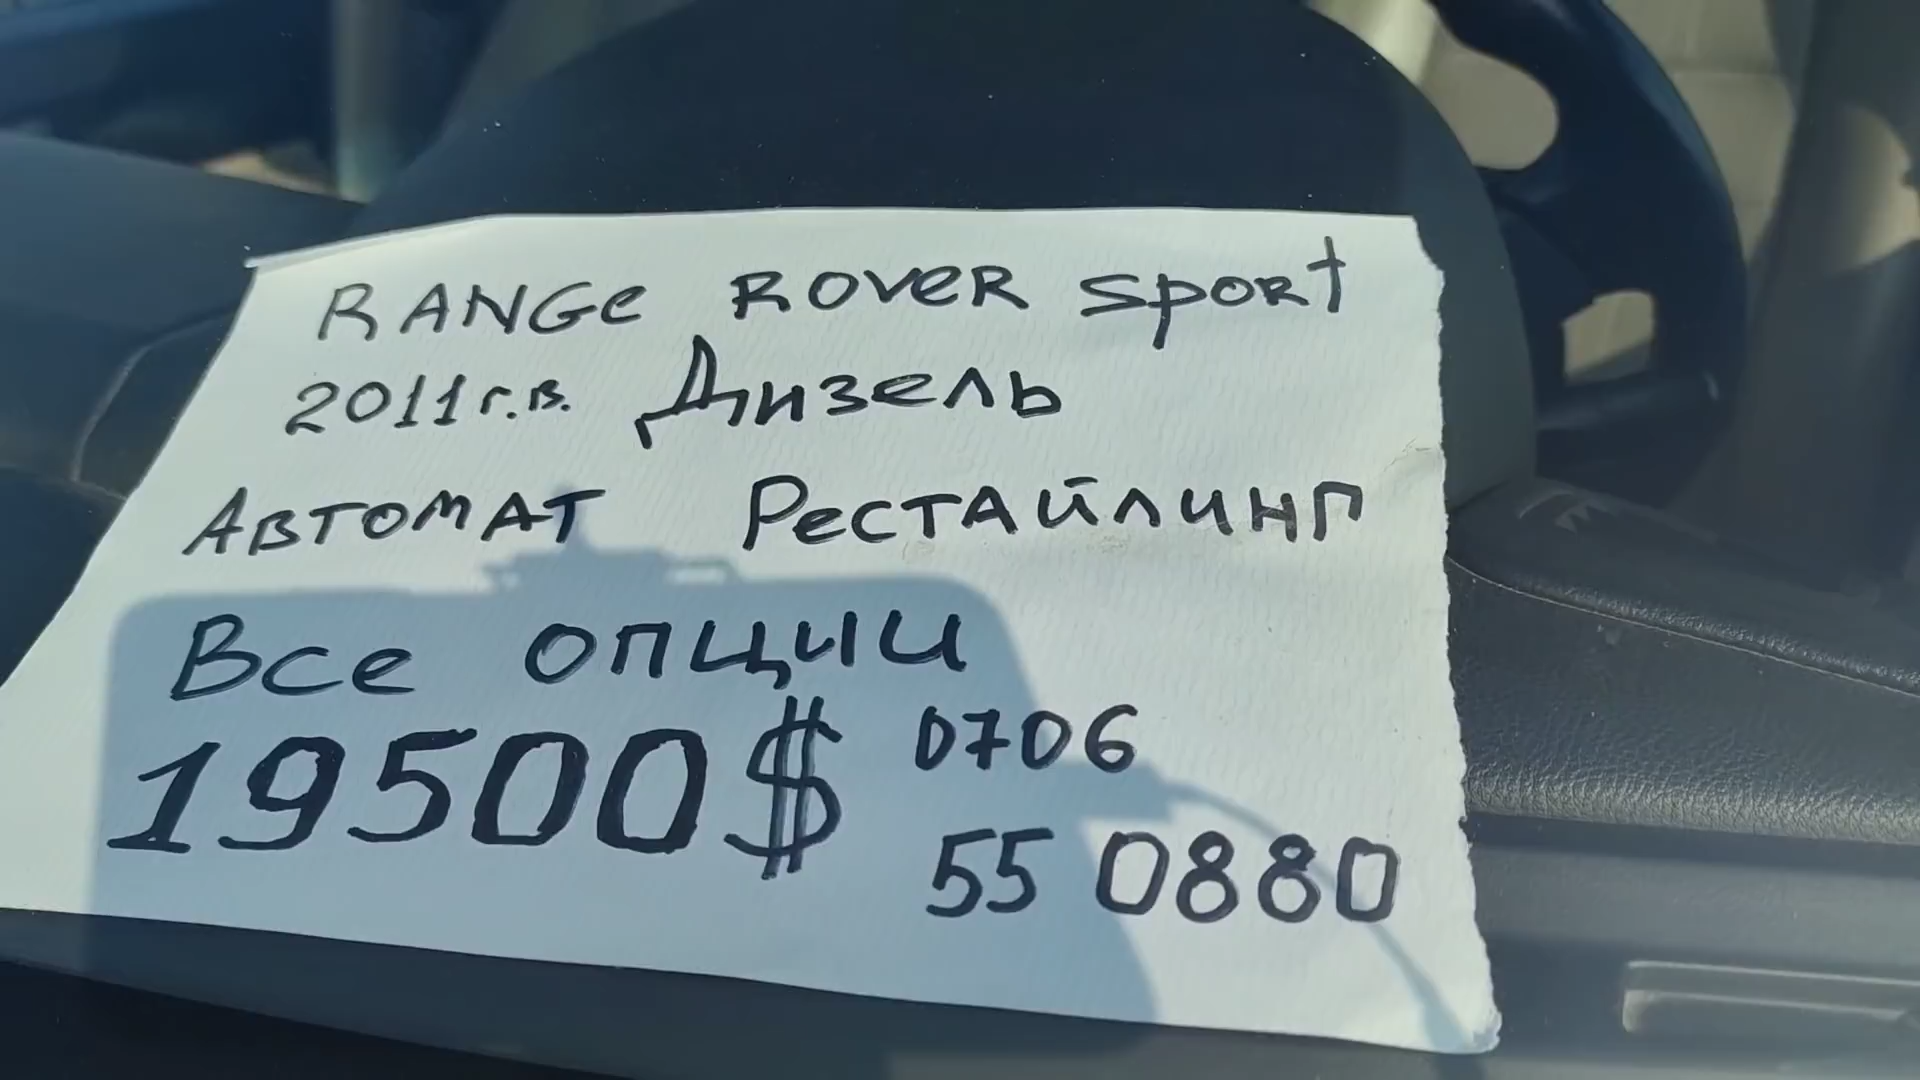 RANGe ROVeR sport
2011г.в. Дизель
АВТОМАТ РеСТАЙЛИНГ
Все опции
19500$ 0706
55 0880